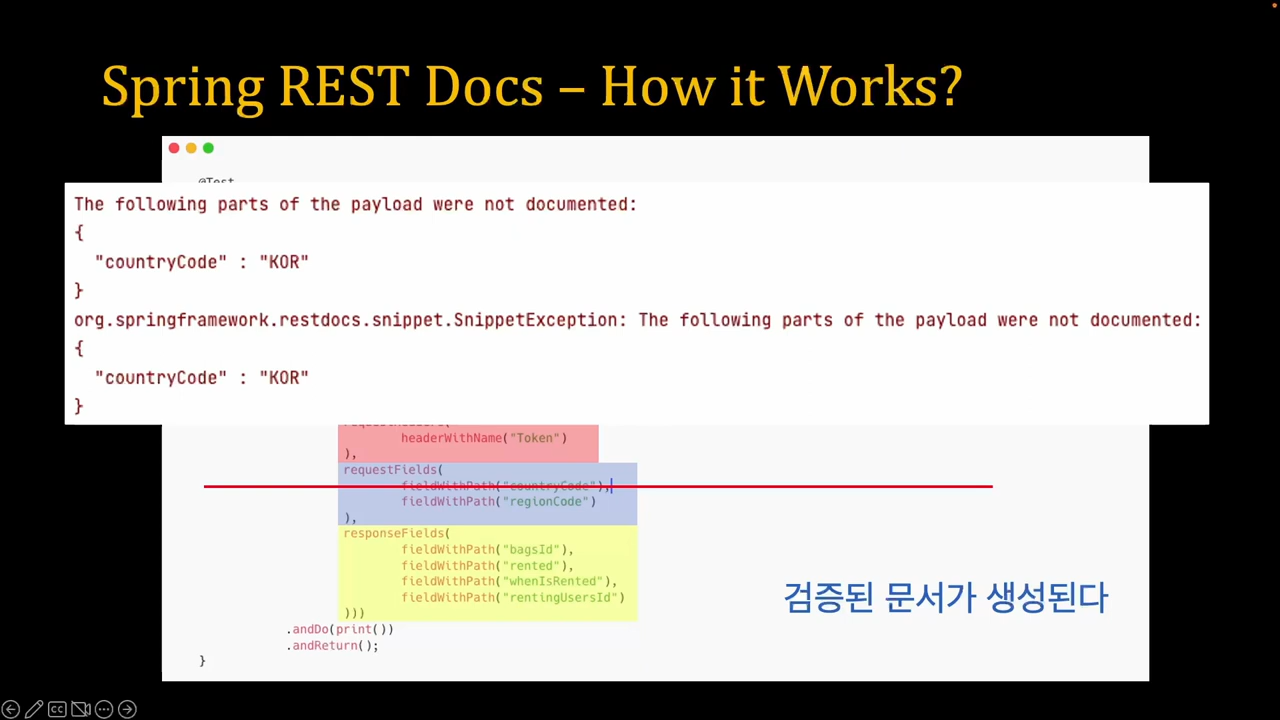 Spring REST Docs – How it Works?
@Test
The following parts of the payload were not documented:
{
"countryCode" : "KOR"
}
org.springframework.restdocs.snippet.SnippetException: The following parts of the payload were not documented:
{
"countryCode" : "KOR"
}
headerWithName("Token")
),
requestFields(
fieldWithPath("countryCode"),
fieldWithPath("regionCode")
),
responseFields(
fieldWithPath("bagsId"),
fieldWithPath("rented"),
fieldWithPath("whenIsRented"),
fieldWithPath("rentingUsersId")
)))
검증된 문서가 생성된다
.andDo(print())
.andReturn();
}
CC